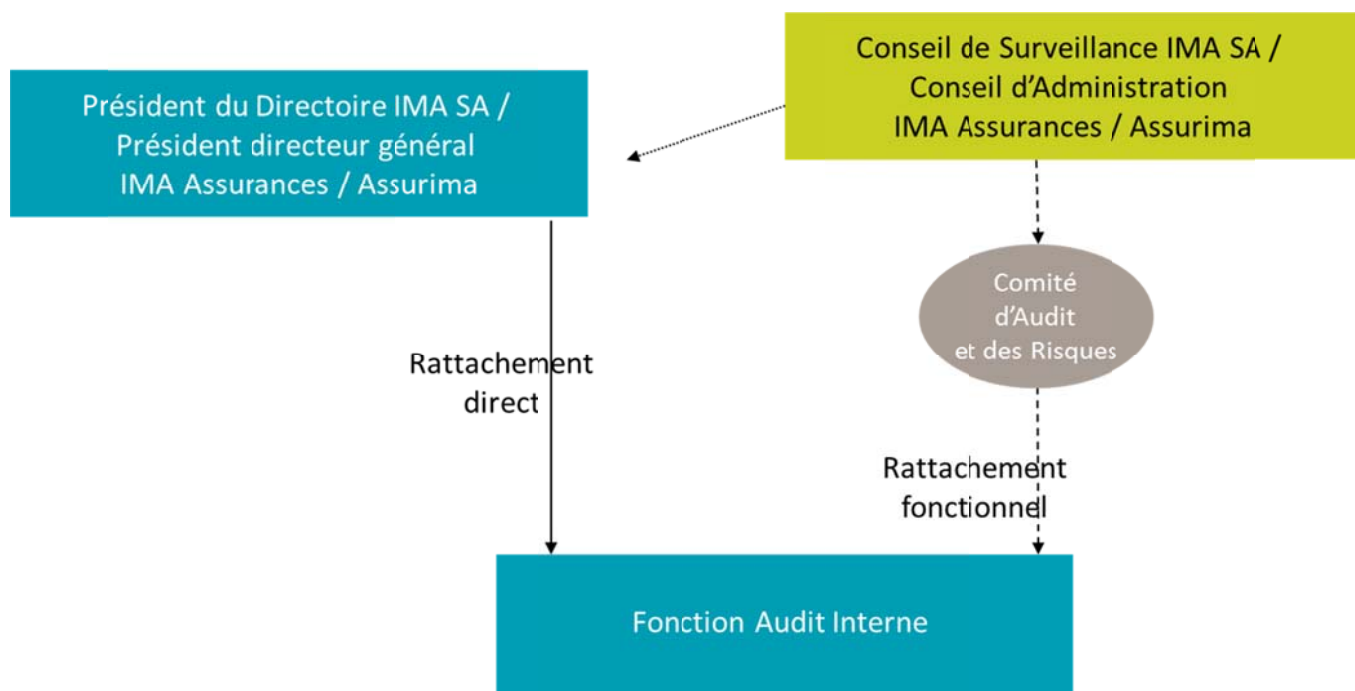 Conseil de Surveillance IMA SA /
Conseil d’Administration
IMA Assurances / Assurima
Président du Directoire IMA SA /
Président directeur général
IMA Assurances / Assurima
Comité
d’Audit
et des Risques
Rattachement
direct
Rattachement
fonctionnel
Fonction Audit Interne